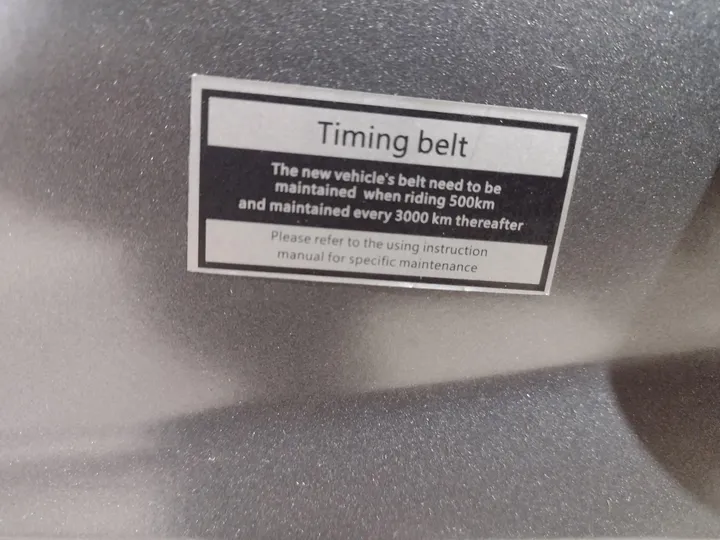 Timing belt
The new vehicle's belt need to be
maintained when riding 500km
and maintained every 3000 km thereafter
Please refer to the using instruction
manual for specific maintenance